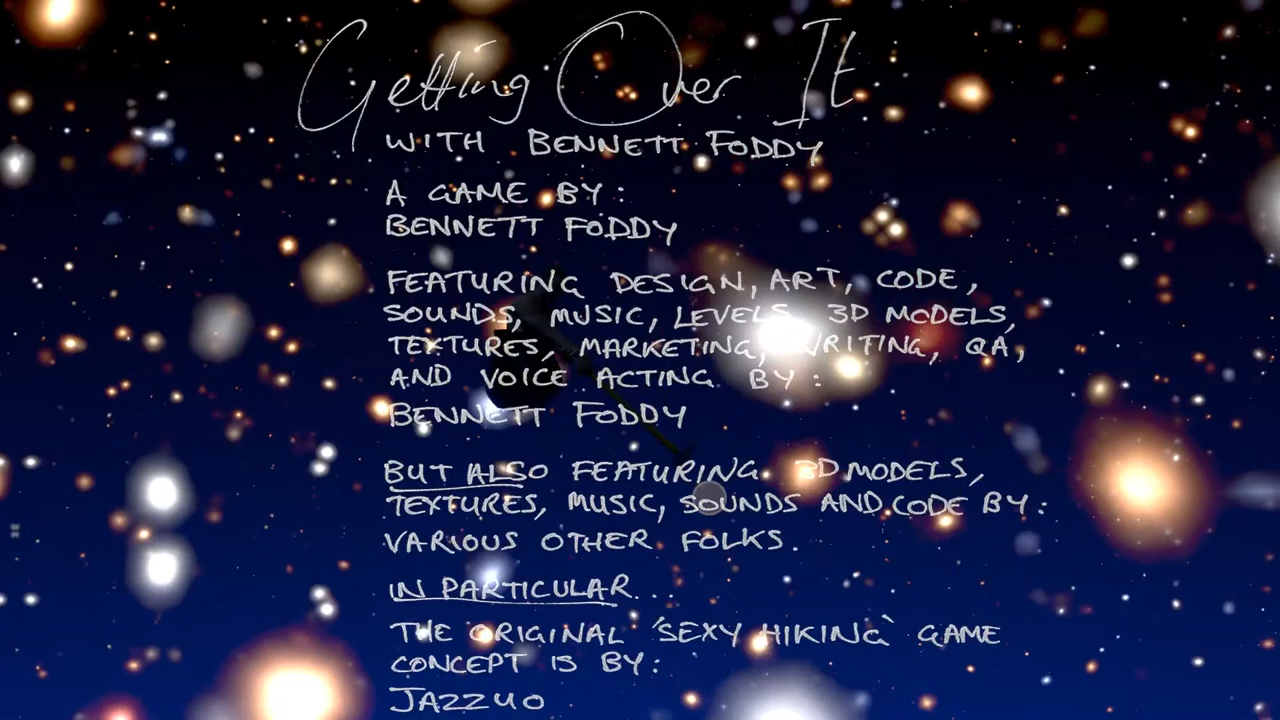 Getting Over It
WITH BENNETT FODDY
A GAME BY:
BENNETT FODDY
FEATURING DESIGN, ART, CODE,
SOUNDS, MUSIC, LEVELS, 3D MODELS,
TEXTURES, MARKETING, WRITING, QA,
AND VOICE ACTING BY:
BENNETT FODDY
BUT ALSO FEATURING 3D MODELS,
TEXTURES, MUSIC, SOUNDS AND CODE BY:
VARIOUS OTHER FOLKS.
IN PARTICULAR...
THE ORIGINAL 'SEXY HIKING' GAME
CONCEPT IS BY:
JAZZUO